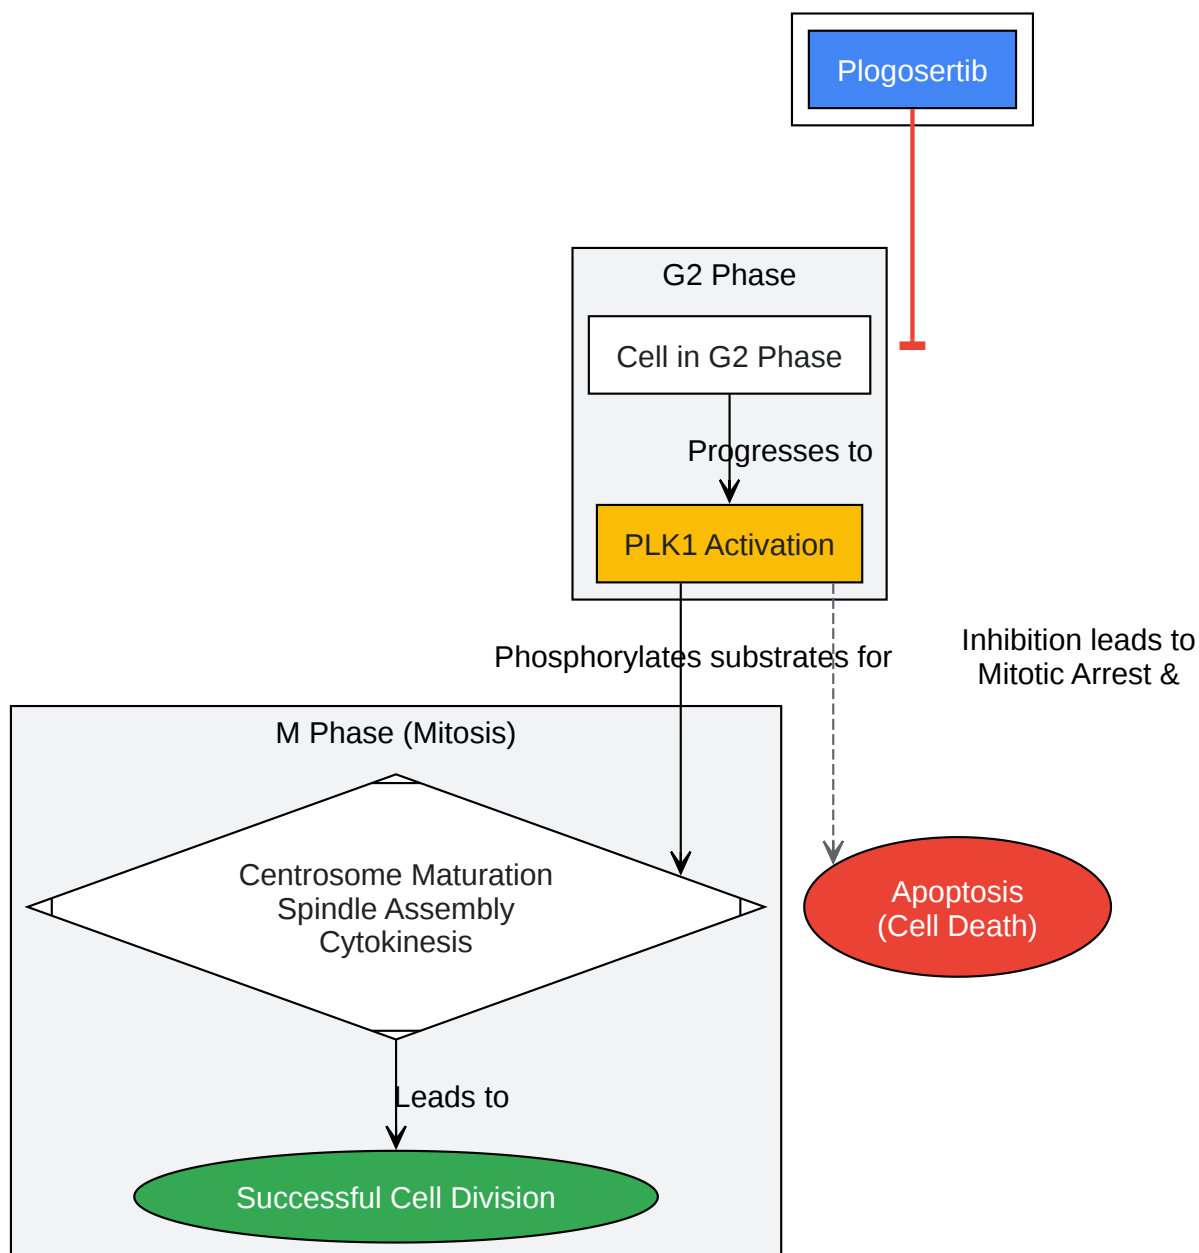 Plogosertib
G2 Phase
Cell in G2 Phase
Progresses to
PLK1 Activation
Phosphorylates substrates for
Inhibition leads to
Mitotic Arrest &
M Phase (Mitosis)
Centrosome Maturation
Spindle Assembly
Cytokinesis
Apoptosis
(Cell Death)
Leads to
Successful Cell Division